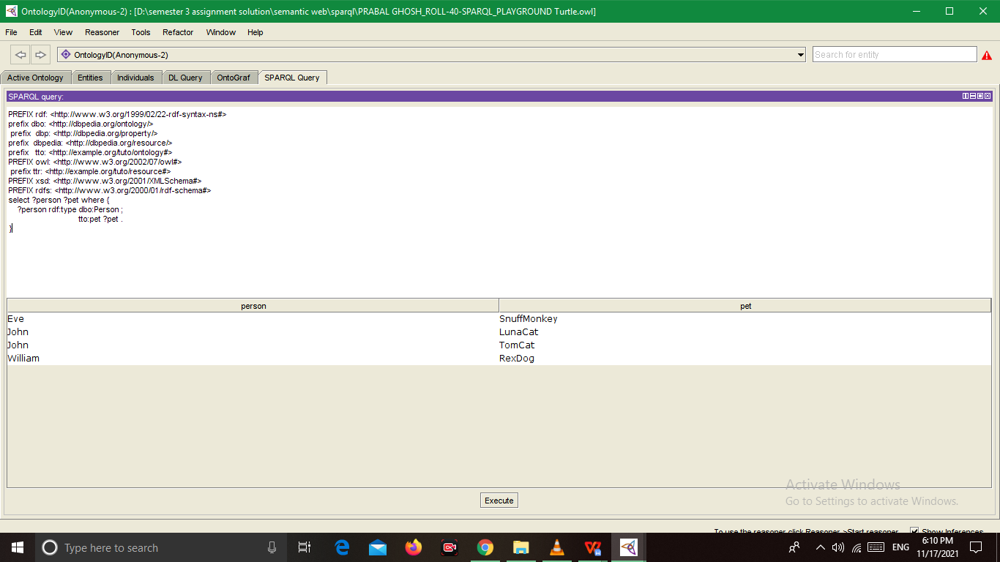 OntologyID(Anonymous-2) : [D:\semester 3 assignment solution\semantic web\sparql\PRABAL GHOSH_ROLL-40-SPARQL_PLAYGROUND Turtle.owl]
File Edit View Reasoner Tools Refactor Window Help
OntologyID(Anonymous-2) Search for entity
Active Ontology Entities Individuals DL Query OntoGraf SPARQL Query
SPARQL query:
PREFIX rdf: <http://www.w3.org/1999/02/22-rdf-syntax-ns#>
prefix dbo: <http://dbpedia.org/ontology/>
prefix dbp: <http://dbpedia.org/property/>
prefix dbpedia: <http://dbpedia.org/resource/>
prefix tto: <http://example.org/tuto/ontology#>
PREFIX owl: <http://www.w3.org/2002/07/owl#>
prefix ttr: <http://example.org/tuto/resource#>
PREFIX xsd: <http://www.w3.org/2001/XMLSchema#>
PREFIX rdfs: <http://www.w3.org/2000/01/rdf-schema#>
select ?person ?pet where {
?person rdf:type dbo:Person ;
tto:pet ?pet .
}
person pet
Eve SnuffMonkey
John LunaCat
John TomCat
William RexDog
Activate Windows
Go to Settings to activate Windows.
Execute
To use the reasoner click Reasoner->Start reasoner Show Inferences
Type here to search
ENG
6:10 PM
11/17/2021